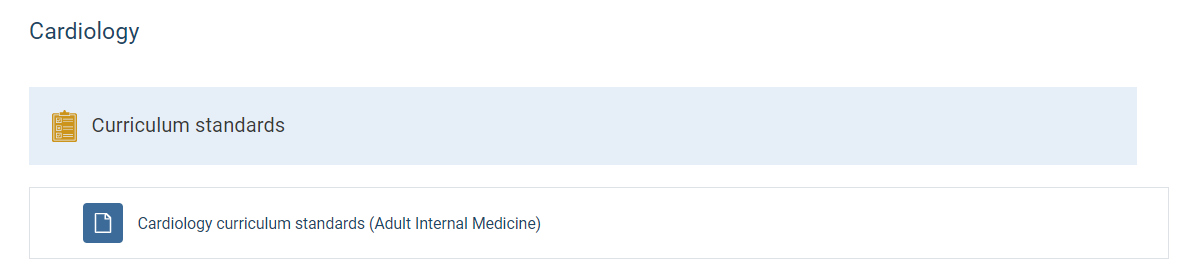 Cardiology
Curriculum standards
Cardiology curriculum standards (Adult Internal Medicine)